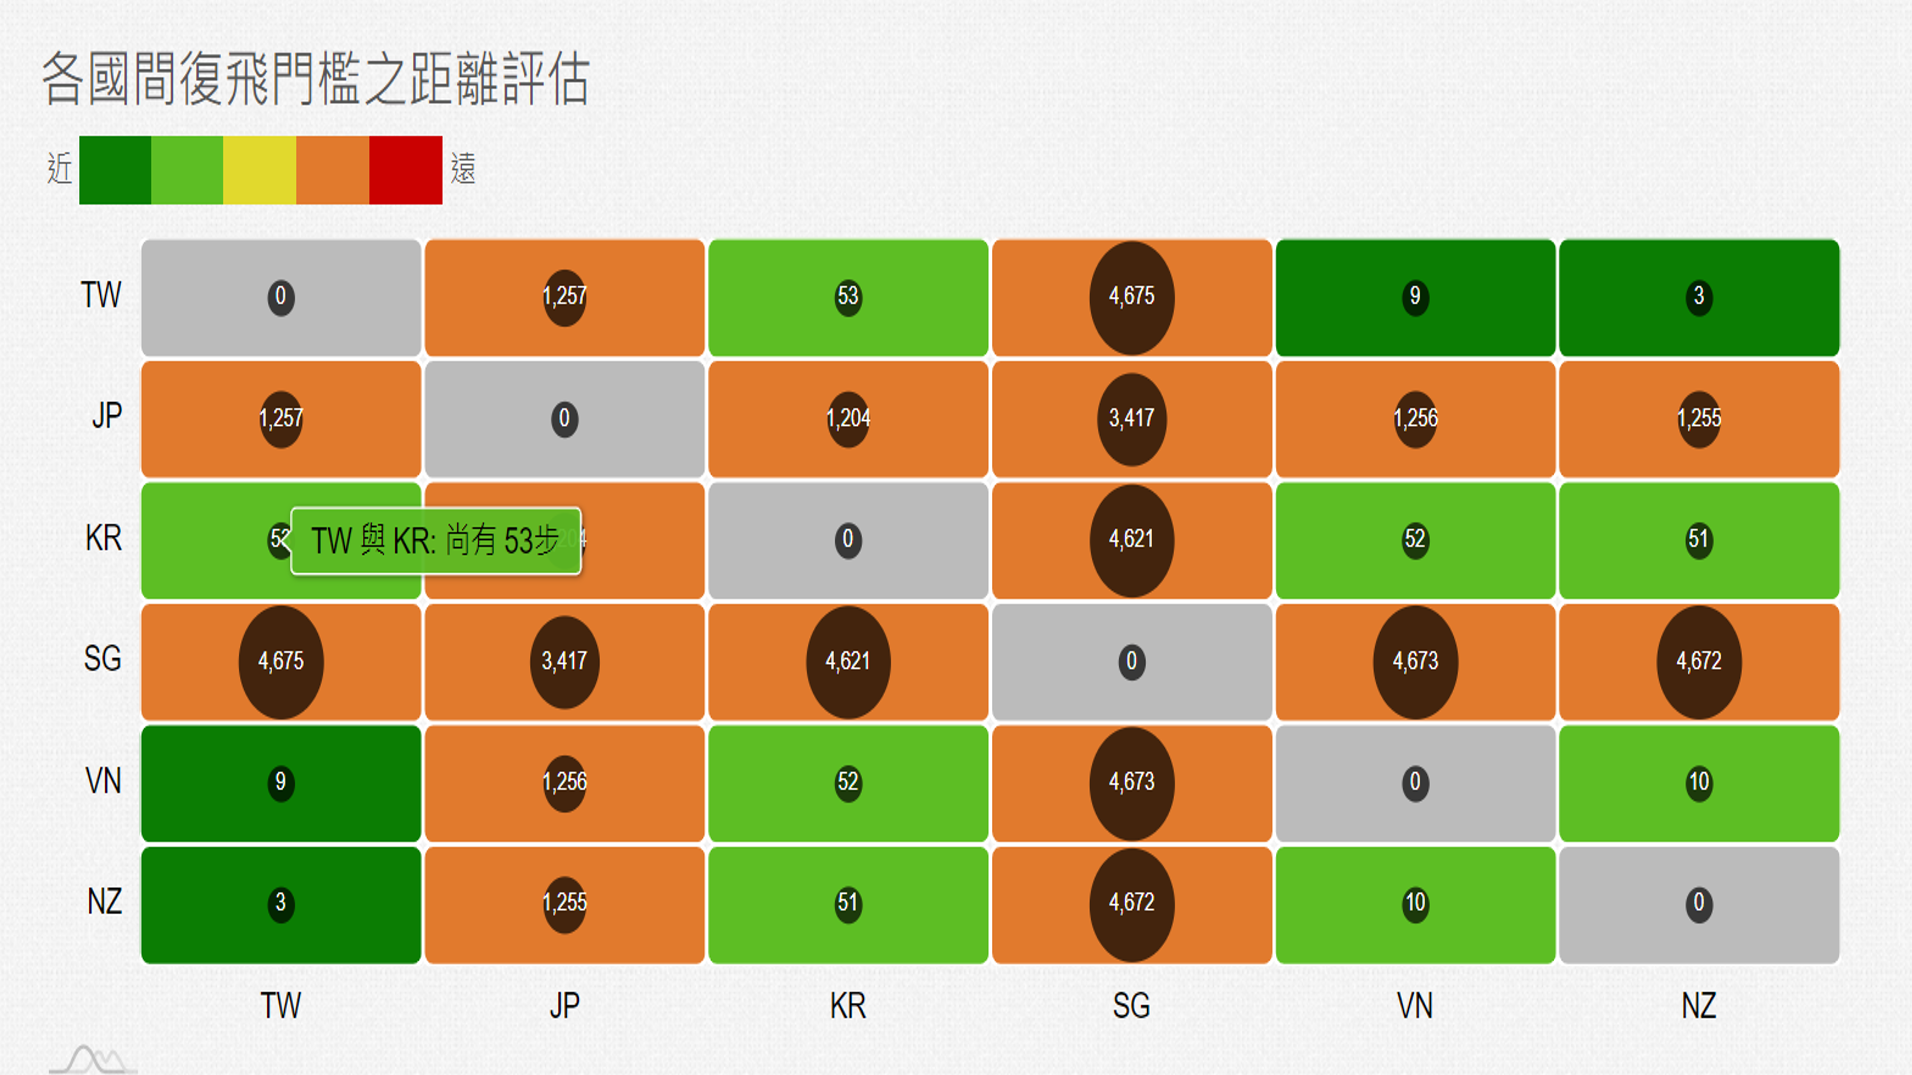 各國間復飛門檻之距離評估
近 遠
TW 0 1,257 53 4,675 9 3
JP 1,257 0 1,204 3,417 1,256 1,255
KR TW 與 KR: 尚有 53步 0 4,621 52 51
SG 4,675 3,417 4,621 0 4,673 4,672
VN 9 1,256 52 4,673 0 10
NZ 3 1,255 51 4,672 10 0
TW JP KR SG VN NZ